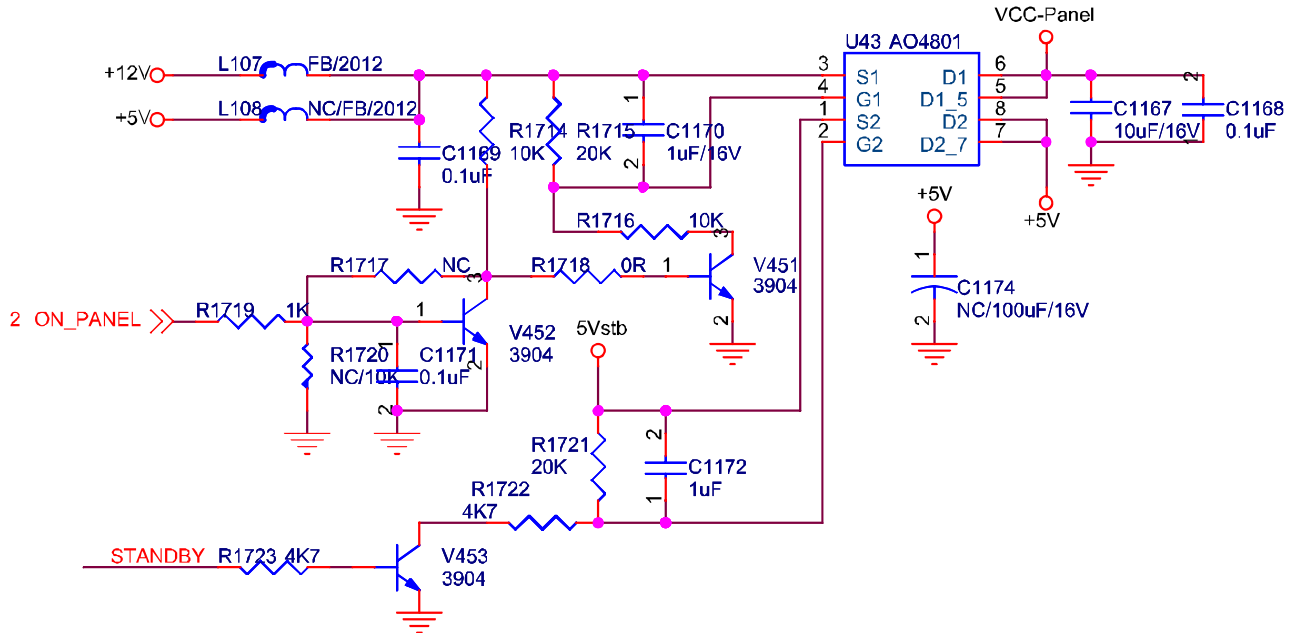 VCC-Panel
U43 AO4801
+12V
L107
FB/2012
3
S1
D1
6
4
G1
D1_5
5
+5V
L108
NC/FB/2012
1
S2
D2
8
2
G2
D2_7
7
R1714
10K
R1715
20K
1
C1170
1uF/16V
2
C1169
0.1uF
C1167
10uF/16V
2
C1168
0.1uF
1
+5V
+5V
R1716
10K
3
1
C1174
NC/100uF/16V
2
R1717
NC
3
R1718
0R
1
V451
3904
2
2 ON_PANEL
R1719
1K
1
V452
3904
2
R1720
NC/10K
1
C1171
0.1uF
2
5Vstb
R1721
20K
2
C1172
1uF
1
R1722
4K7
STANDBY
R1723 4K7
V453
3904